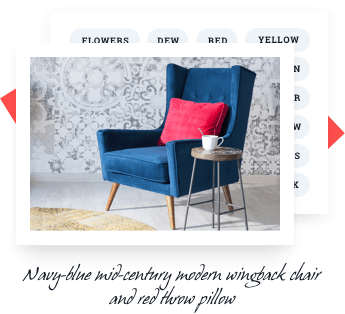 FLOWERS DEW RED YELLOW
N
R
W
S
K
Navy-blue mid-century modern wingback chair
and red throw pillow